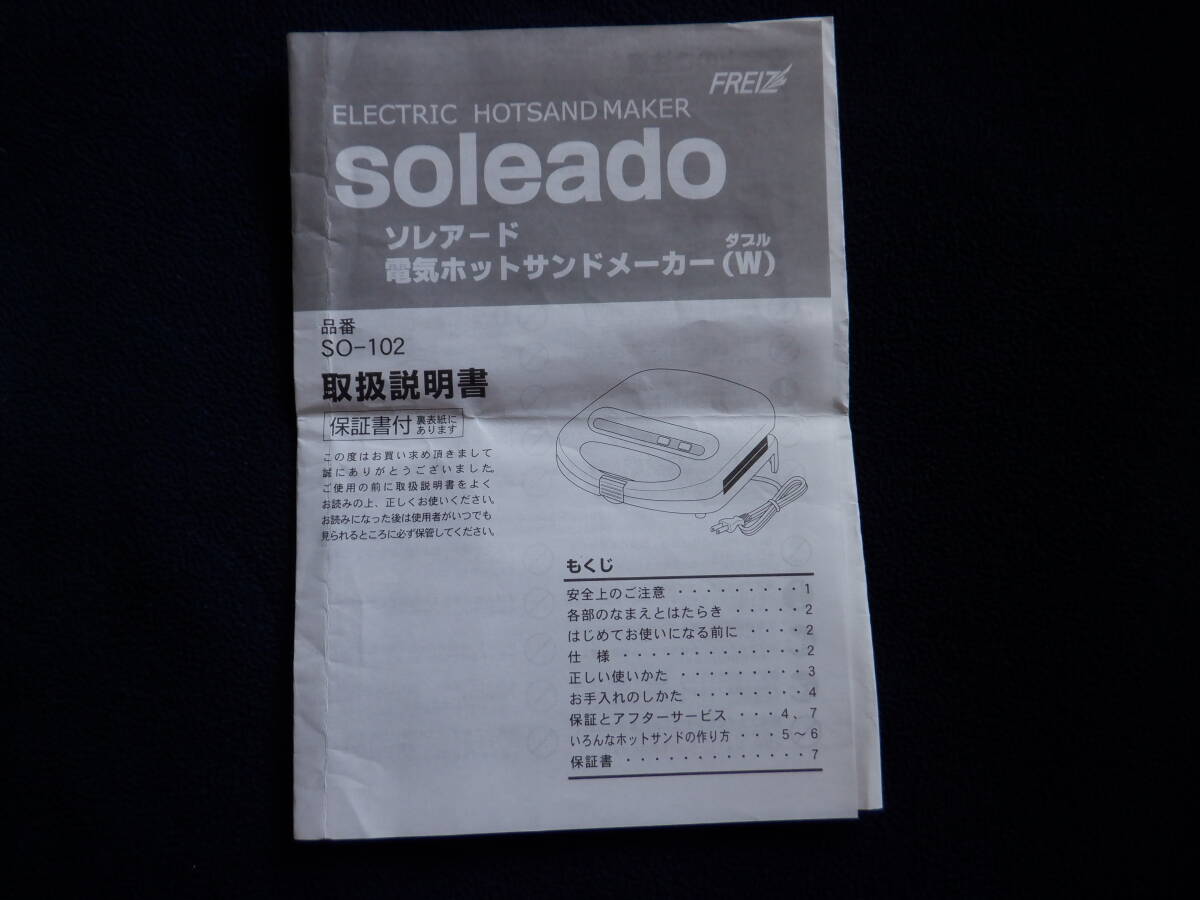 FREIZ
ELECTRIC HOTSAND MAKER
soleado
ソレアード
ダブル
電気ホットサンドメーカー(W)
品番
SO-102
取扱説明書
保証書付 裏表紙に
あります
この度はお買い求め頂きまして
誠にありがとうございました。
ご使用の前に取扱説明書をよく
お読みの上、正しくお使いください。
お読みになった後は使用者がいつでも
見られるところに必ず保管してください。
もくじ
安全上のご注意 ・・・・・・・・・1
各部のなまえとはたらき ・・・・・2
はじめてお使いになる前に ・・・・2
仕 様 ・・・・・・・・・・・・・2
正しい使いかた ・・・・・・・・・3
お手入れのしかた ・・・・・・・・4
保証とアフターサービス ・・・4、7
いろんなホットサンドの作り方 ・・・5～6
保証書 ・・・・・・・・・・・・・7